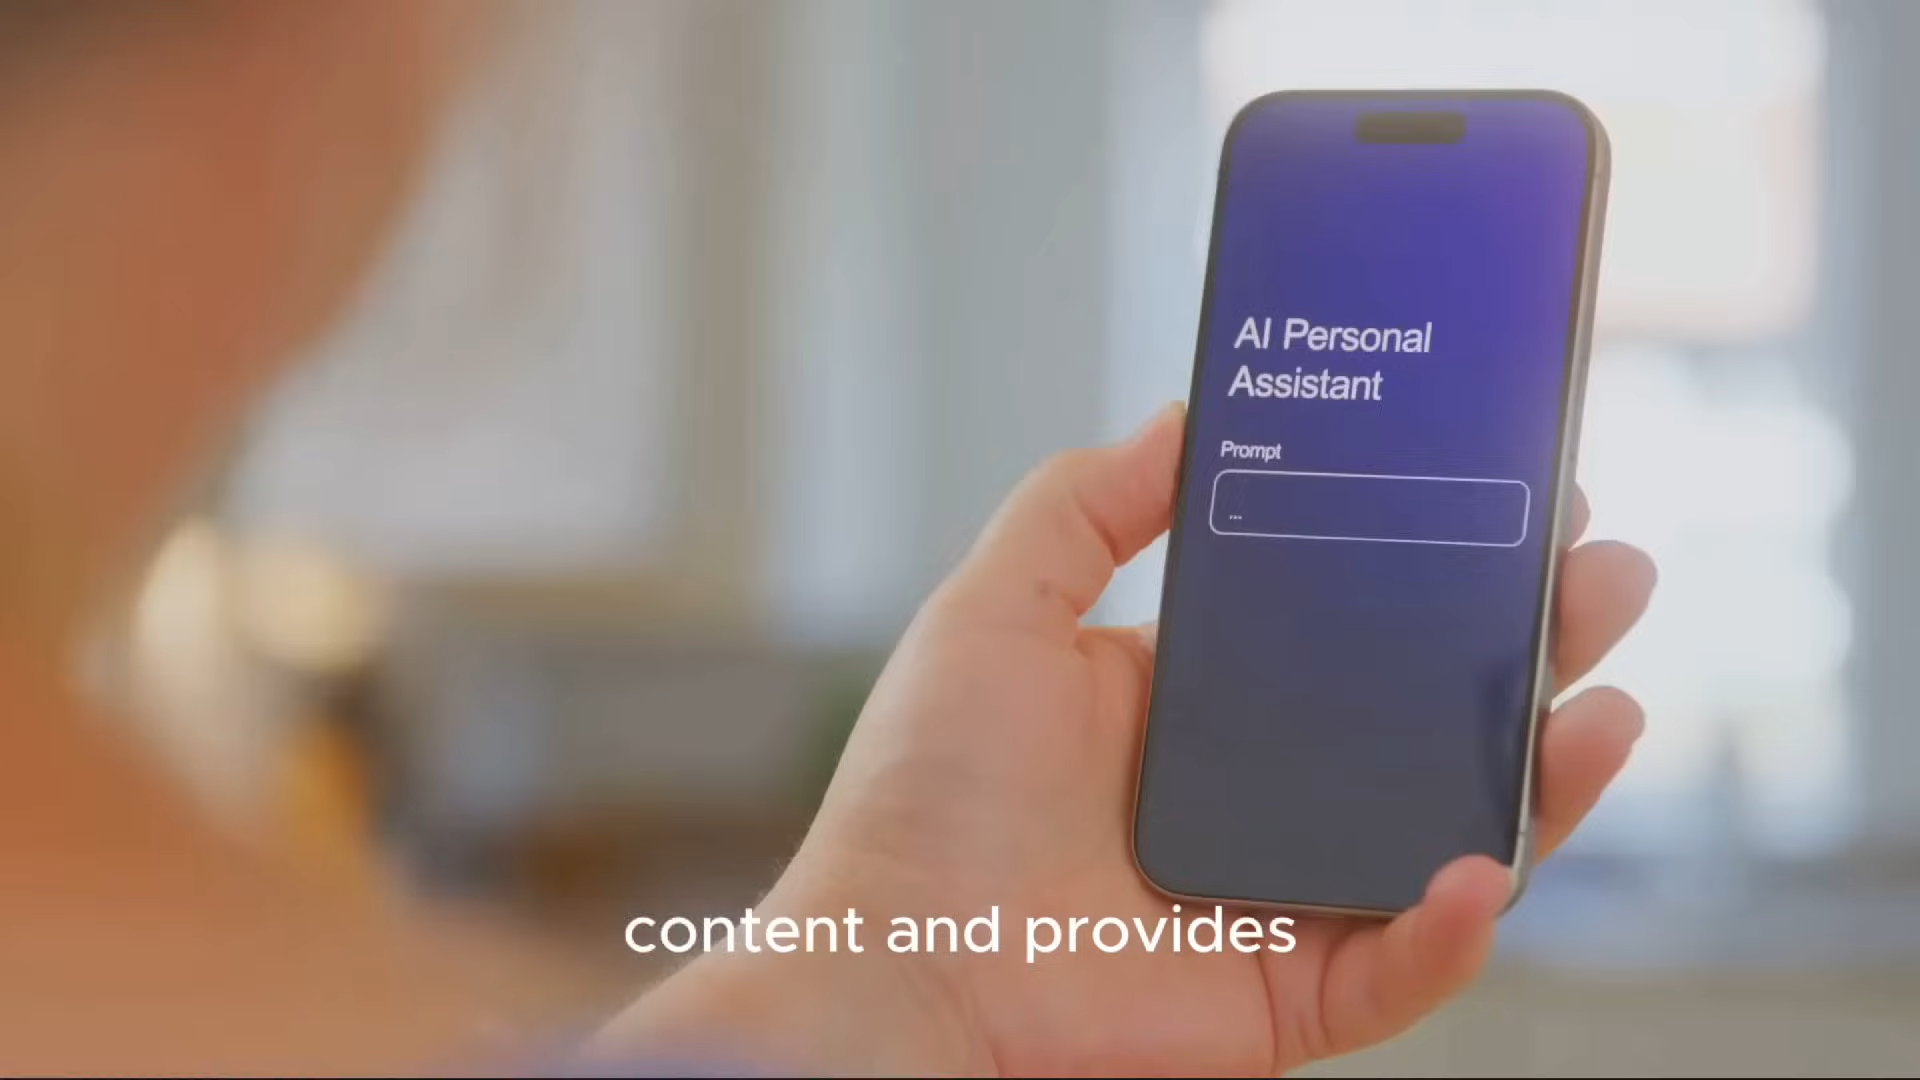 AI Personal
Assistant
Prompt
...
content and provides